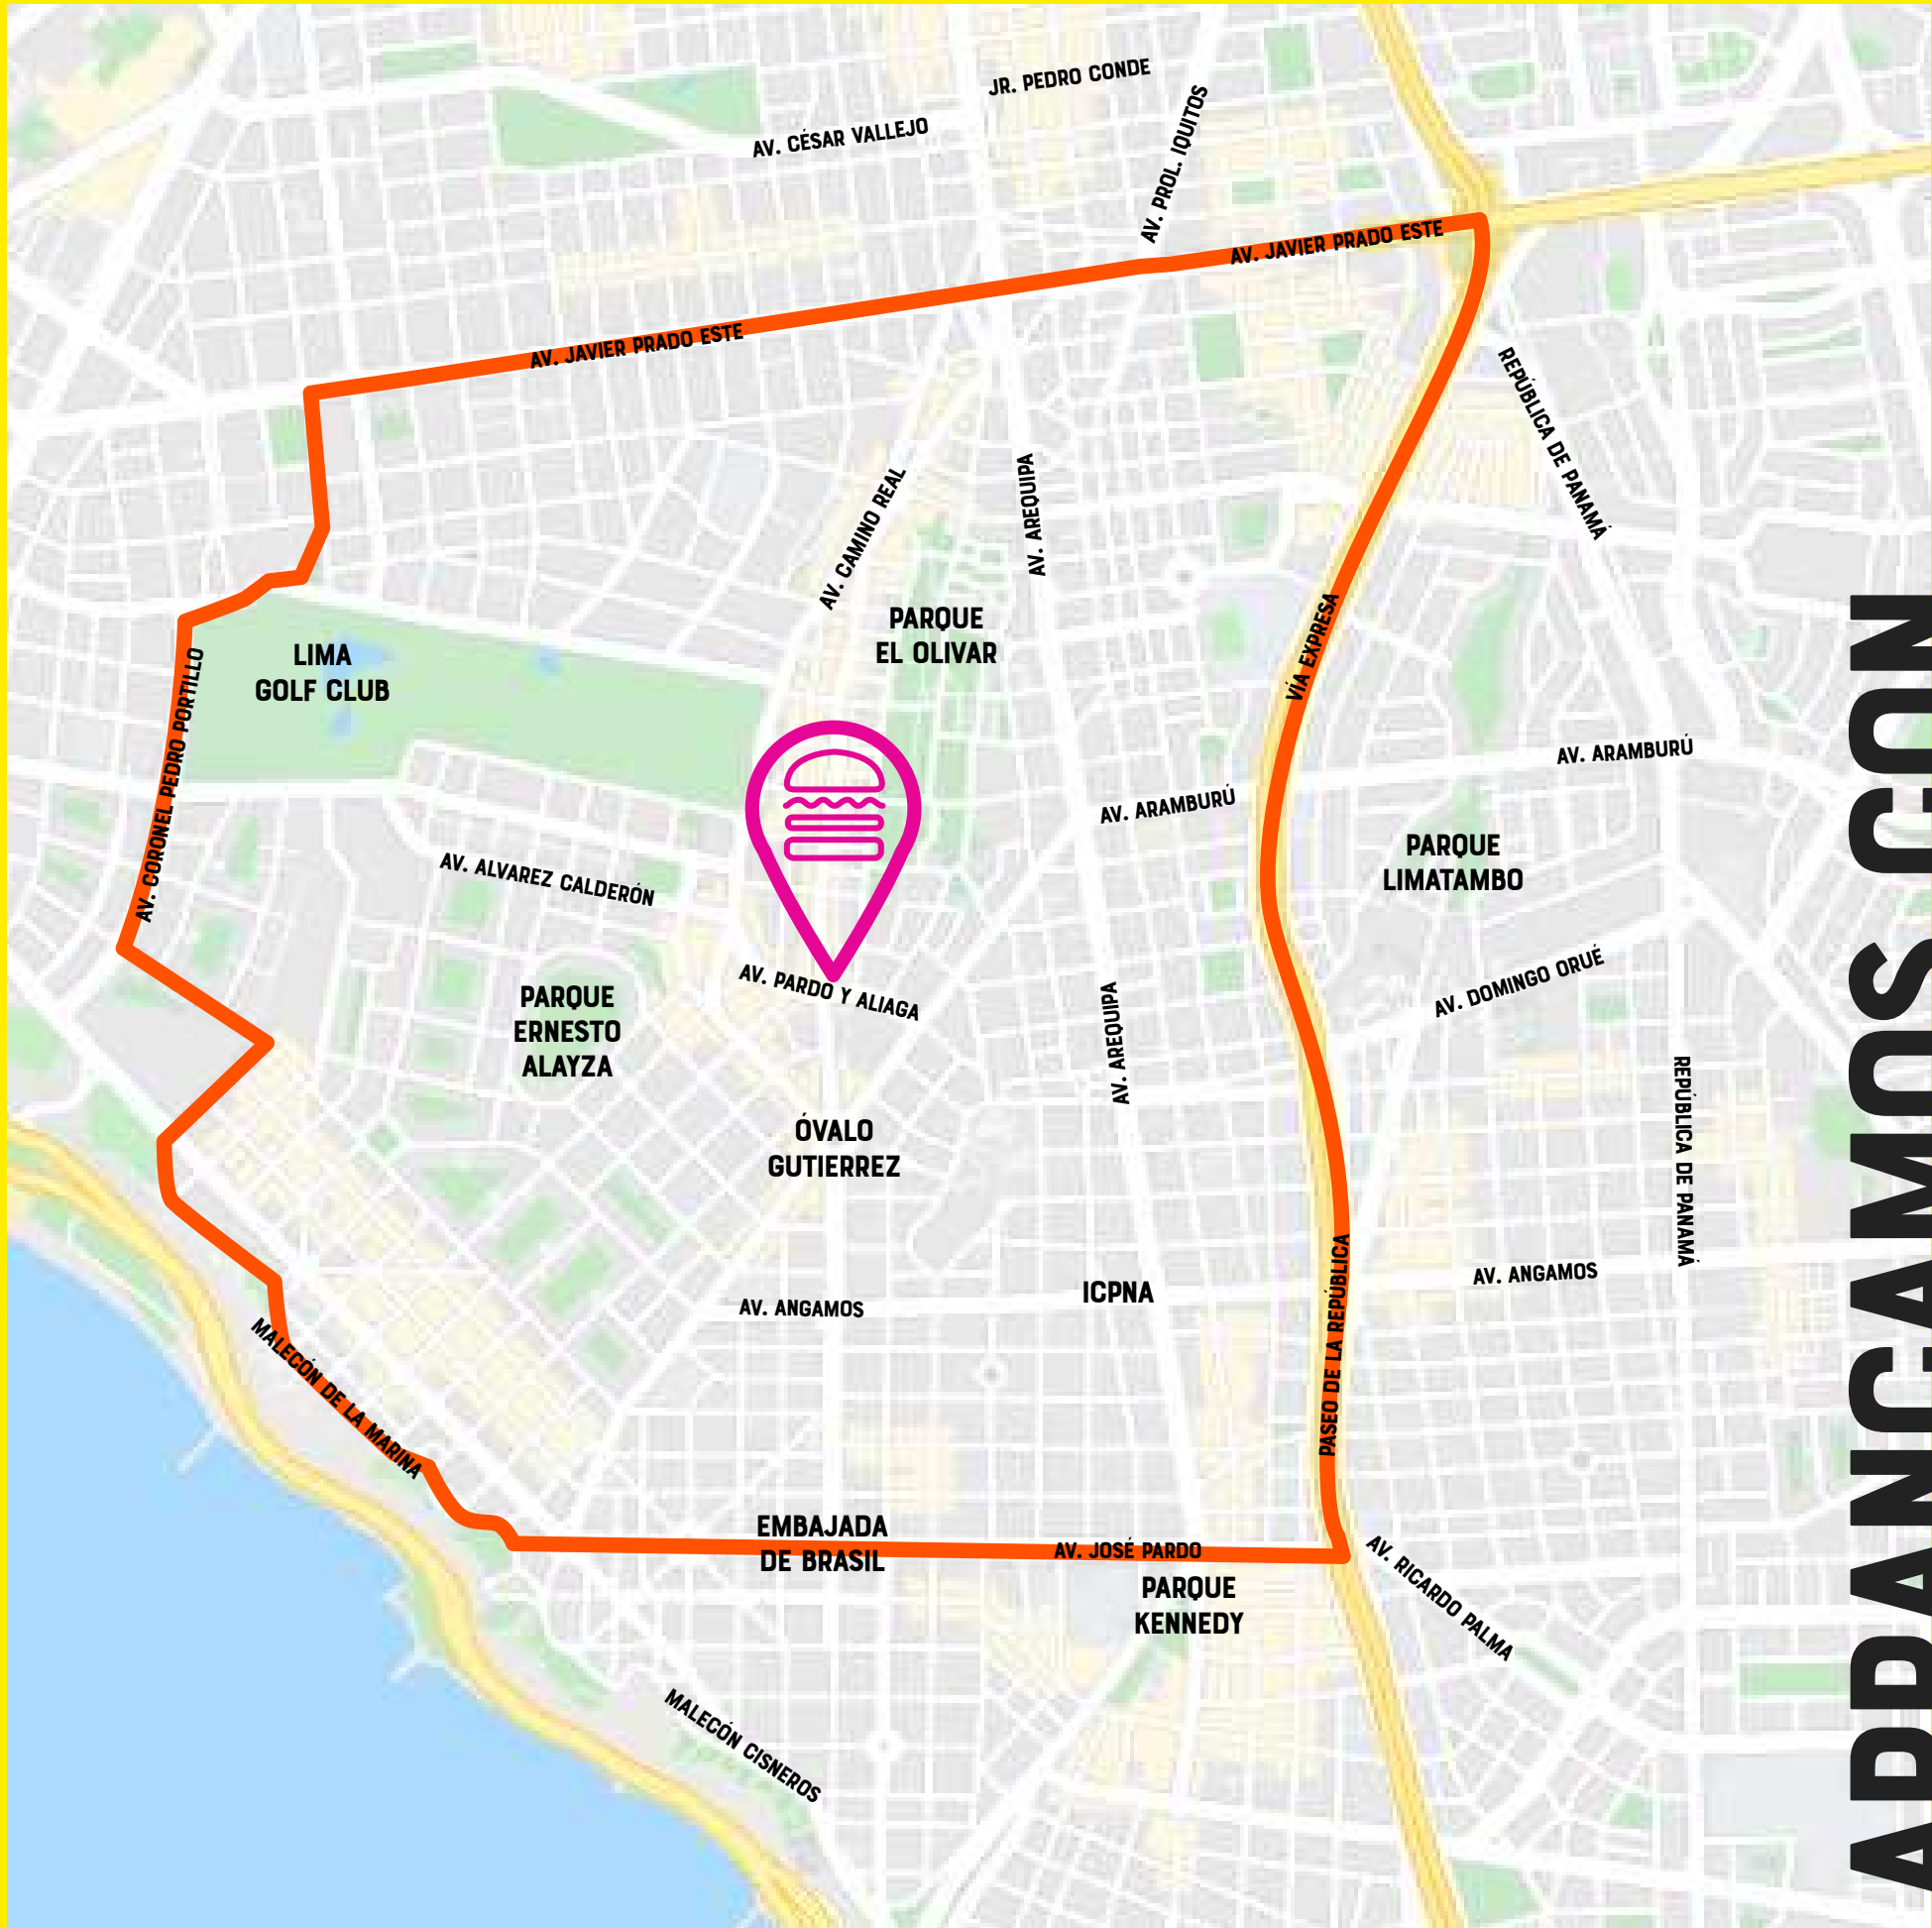 JR. PEDRO CONDE
AV. CÉSAR VALLEJO
AV. PROL. IQUITOS
AV. JAVIER PRADO ESTE
AV. JAVIER PRADO ESTE
REPÚBLICA DE PANAMÁ
AV. CAMINO REAL
AV. AREQUIPA
PARQUE
EL OLIVAR
LIMA
GOLF CLUB
VÍA EXPRESA
AV. CORONEL PEDRO PORTILLO
AV. ARAMBURÚ
AV. ARAMBURÚ
PARQUE
LIMATAMBO
AV. ALVAREZ CALDERÓN
AV. PARDO Y ALIAGA
AV. DOMINGO ORUÉ
PARQUE
ERNESTO
ALAYZA
AV. AREQUIPA
REPÚBLICA DE PANAMÁ
ÓVALO
GUTIERREZ
ICPNA
AV. ANGAMOS
AV. ANGAMOS
PASEO DE LA REPÚBLICA
MALECÓN DE LA MARINA
EMBAJADA
DE BRASIL
AV. JOSÉ PARDO
PARQUE
KENNEDY
AV. RICARDO PALMA
MALECÓN CISNEROS
ARRANCAMOS CON